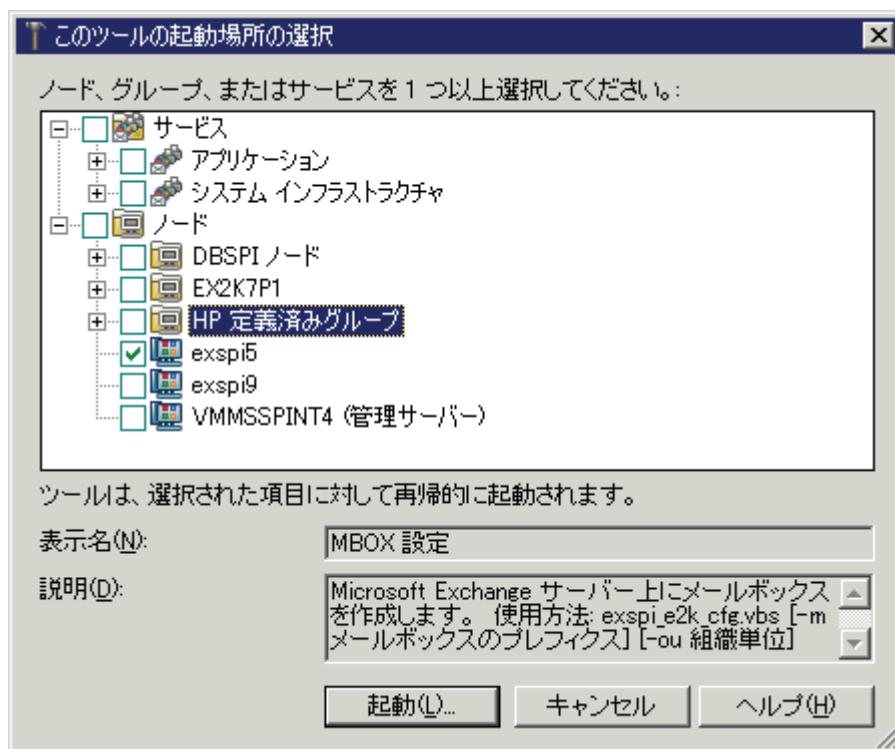 このツールの起動場所の選択
ノード、グループ、またはサービスを1 つ以上選択してください。:
サービス
アプリケーション
システム インフラストラクチャ
ノード
DBSPI ノード
EX2K7P1
HP 定義済みグループ
exspi5
exspi9
VMMSSPINT4 (管理サーバー)
ツールは、選択された項目に対して再帰的に起動されます。
表示名(N):
MBOX 設定
説明(D):
Microsoft Exchange サーバー上にメールボックス
を作成します。 使用方法: exspi_e2k_cfg.vbs [-m
メールボックスのプレフィクス] [-ou 組織単位]
起動(L)... キャンセル ヘルプ(H)